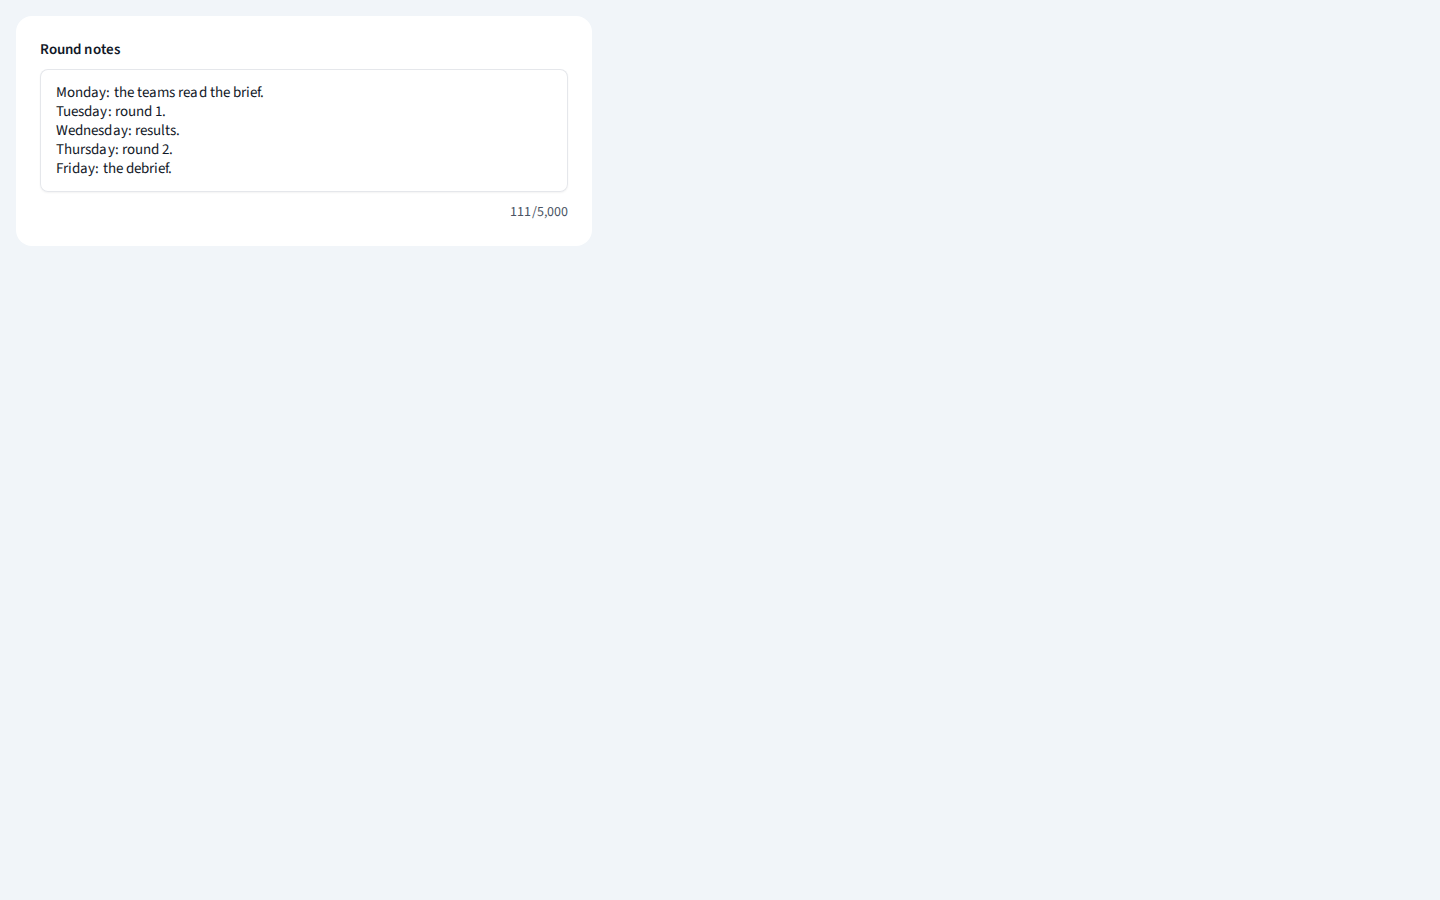 Round notes
Monday: the teams read the brief.
Tuesday: round 1.
Wednesday: results.
Thursday: round 2.
Friday: the debrief.
111/5,000